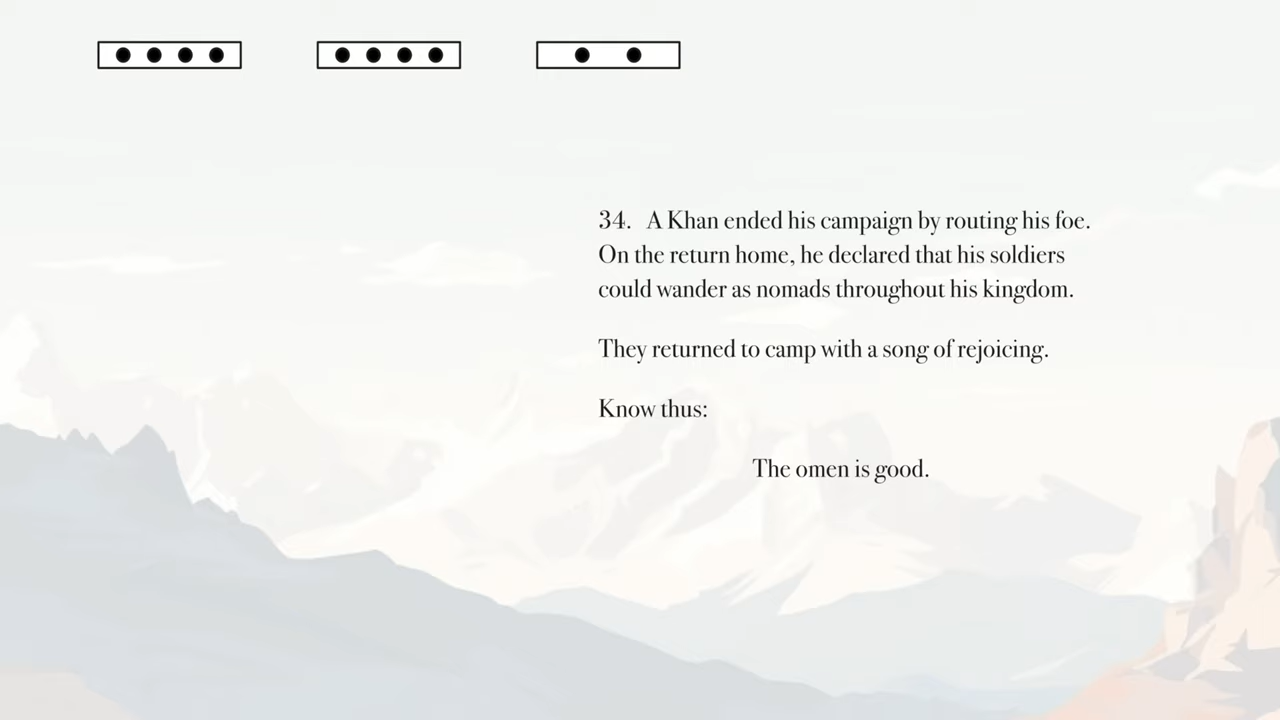 34. A Khan ended his campaign by routing his foe.
On the return home, he declared that his soldiers
could wander as nomads throughout his kingdom.
They returned to camp with a song of rejoicing.
Know thus:
The omen is good.